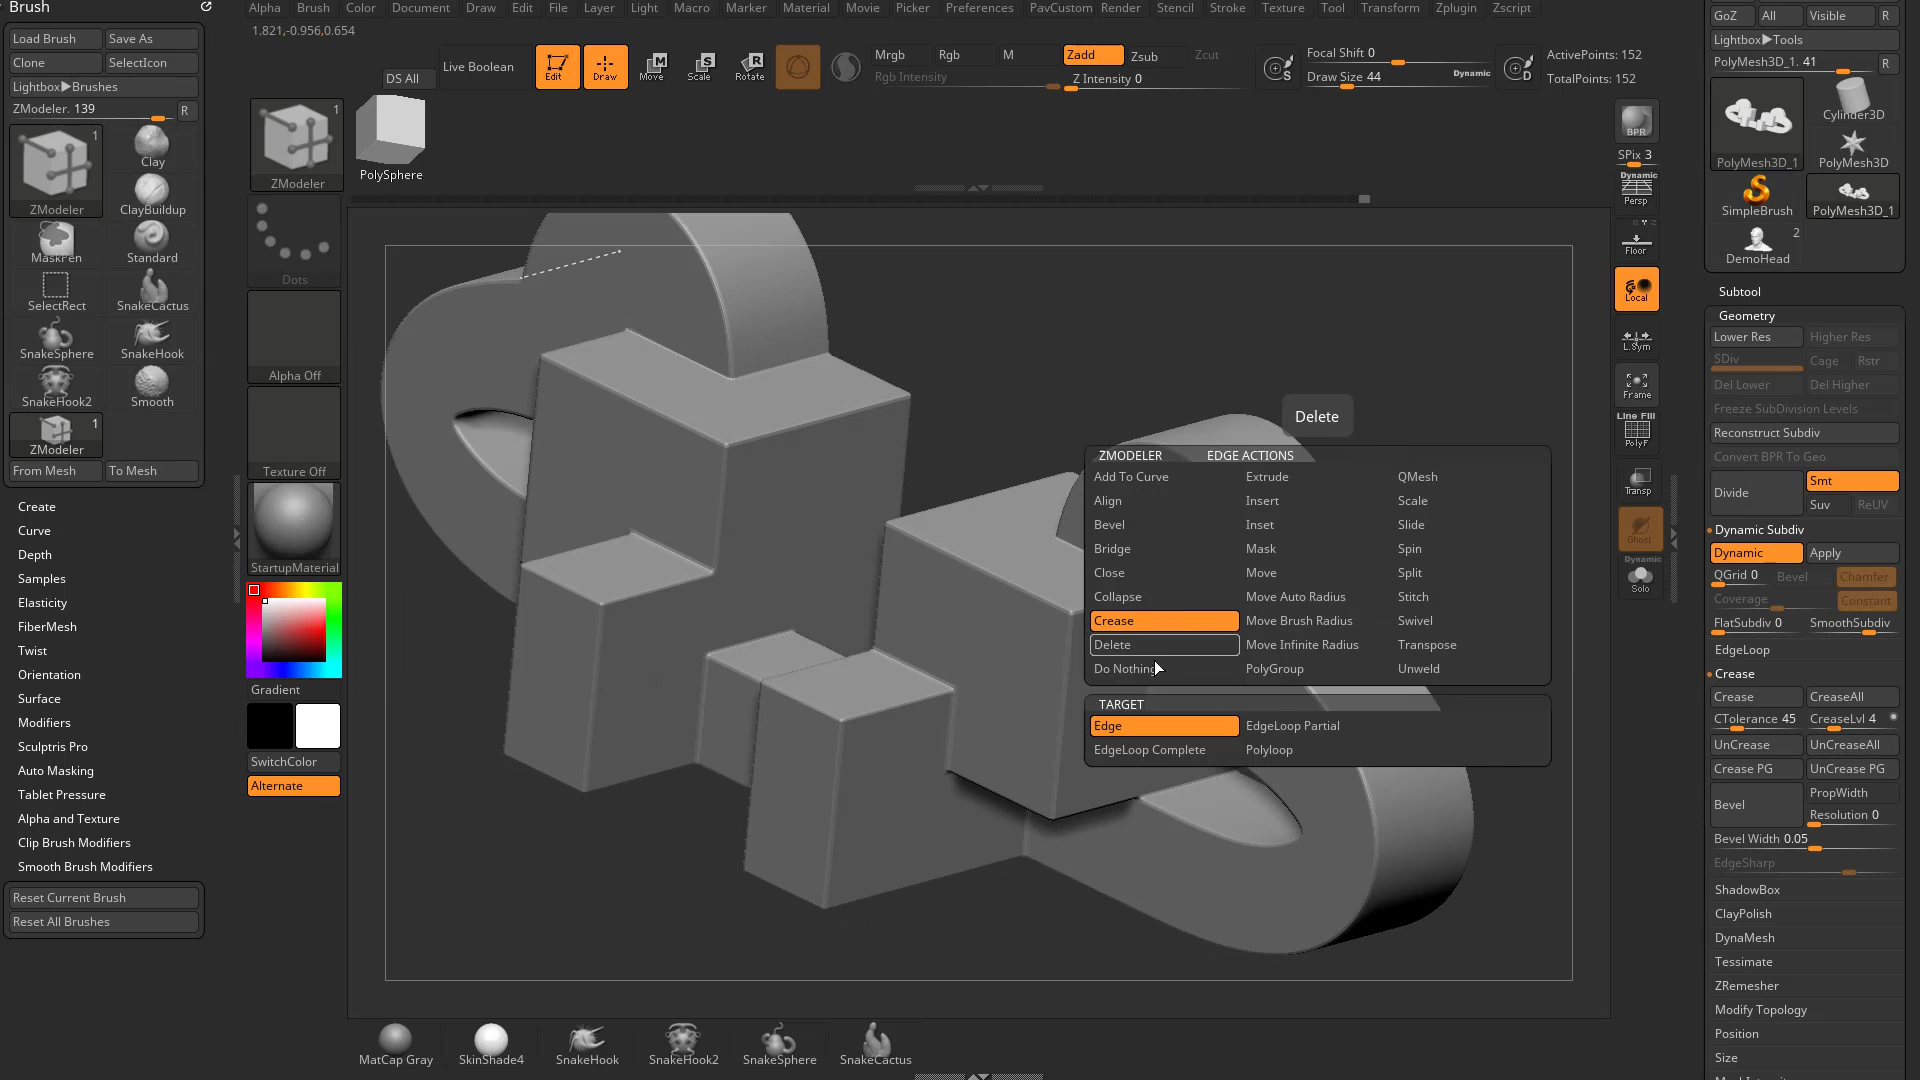 Brush
Load Brush
Save As
Clone
SelectIcon
Lightbox▶Brushes
ZModeler. 139
R
1
ZModeler
Clay
ClayBuildup
MaskPen
Standard
SelectRect
SnakeCactus
SnakeSphere
SnakeHook
SnakeHook2
Smooth
1
ZModeler
From Mesh
To Mesh
Create
Curve
Depth
Samples
Elasticity
FiberMesh
Twist
Orientation
Surface
Modifiers
Sculptris Pro
Auto Masking
Tablet Pressure
Alpha and Texture
Clip Brush Modifiers
Smooth Brush Modifiers
Reset Current Brush
Reset All Brushes
Alpha Brush Color Document Draw Edit File Layer Light Macro Marker Material Movie Picker Preferences PavCustom Render Stencil Stroke Texture Tool Transform Zplugin Zscript
1.821,-0.956,0.654
DS All
Live Boolean
Edit
Draw
Move
Scale
Rotate
Mrgb
Rgb
M
Rgb Intensity
Zadd
Zsub
Zcut
Z Intensity 0
S
Focal Shift 0
Draw Size 44
Dynamic
D
ActivePoints: 152
TotalPoints: 152
1
ZModeler
PolySphere
Dots
Alpha Off
Texture Off
StartupMaterial
Gradient
SwitchColor
Alternate
Delete
ZMODELER EDGE ACTIONS
Add To Curve Extrude QMesh
Align Insert Scale
Bevel Inset Slide
Bridge Mask Spin
Close Move Split
Collapse Move Auto Radius Stitch
Crease Move Brush Radius Swivel
Delete Move Infinite Radius Transpose
Do Nothing PolyGroup Unweld
TARGET
Edge EdgeLoop Partial
EdgeLoop Complete Polyloop
MatCap Gray
SkinShade4
SnakeHook
SnakeHook2
SnakeSphere
SnakeCactus
BPR
SPix 3
Dynamic
Persp
Floor
Local
L.Sym
Frame
Line Fill
PolyF
Transp
Ghost
Dynamic
Solo
GoZ
All
Visible
R
Lightbox▶Tools
PolyMesh3D_1. 41
R
PolyMesh3D_1
Cylinder3D
PolyMesh3D
SimpleBrush
PolyMesh3D_1
2
DemoHead
Subtool
Geometry
Lower Res
Higher Res
SDiv
Cage
Rstr
Del Lower
Del Higher
Freeze SubDivision Levels
Reconstruct Subdiv
Convert BPR To Geo
Divide
Smt
Suv
ReUV
Dynamic Subdiv
Dynamic
Apply
QGrid 0
Bevel
Chamfer
Coverage
Constant
FlatSubdiv 0
SmoothSubdiv
EdgeLoop
Crease
Crease
CreaseAll
CTolerance 45
CreaseLvl 4
UnCrease
UnCreaseAll
Crease PG
UnCrease PG
Bevel
PropWidth
Resolution 0
Bevel Width 0.05
EdgeSharp
ShadowBox
ClayPolish
DynaMesh
Tessimate
ZRemesher
Modify Topology
Position
Size